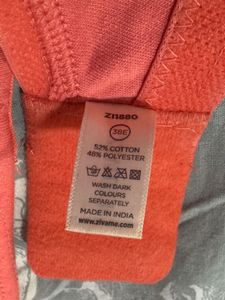 ZI1880
38E
52% COTTON
48% POLYESTER
WASH DARK
COLOURS
SEPARATELY
MADE IN INDIA
www.zivame.com